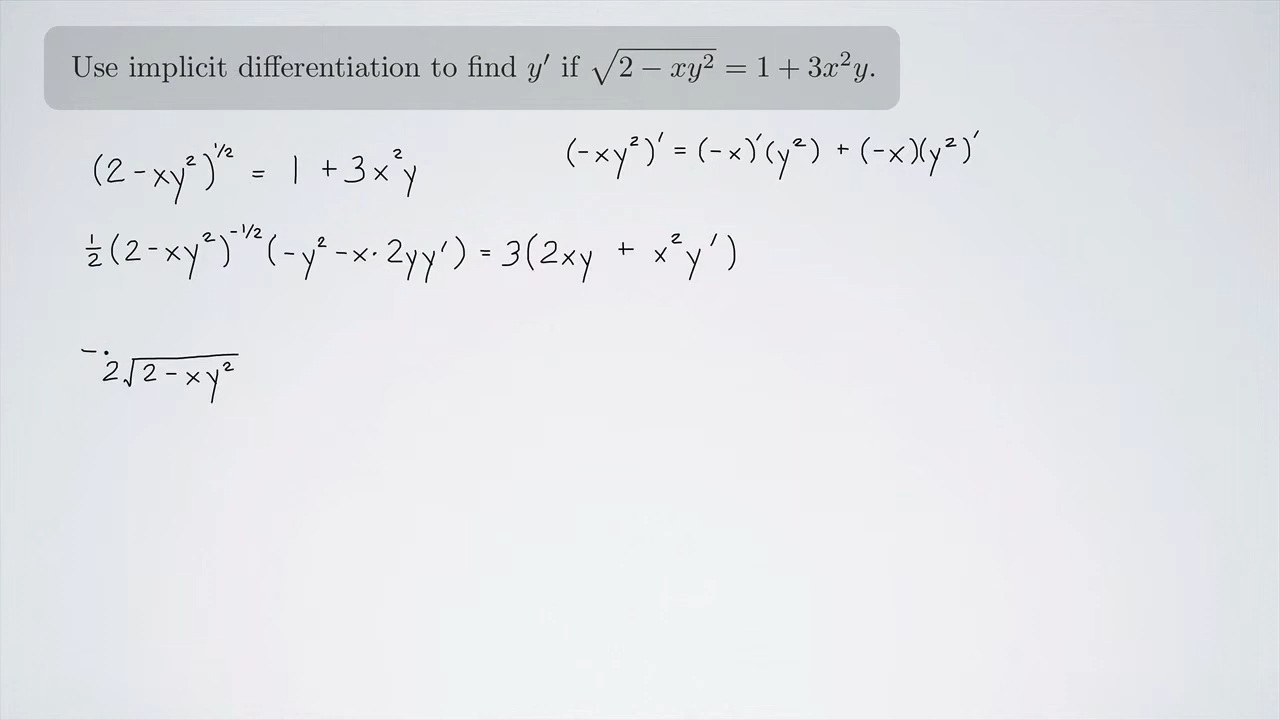 Use implicit differentiation to find y′ if √(2 − xy²) = 1 + 3x²y.
(2 − xy²)^(1/2) = 1 + 3x²y
(−xy²)′ = (−x)′(y²) + (−x)(y²)′
½(2 − xy²)^(−1/2)(−y² − x · 2yy′) = 3(2xy + x²y′)
− · 2√(2 − xy²)